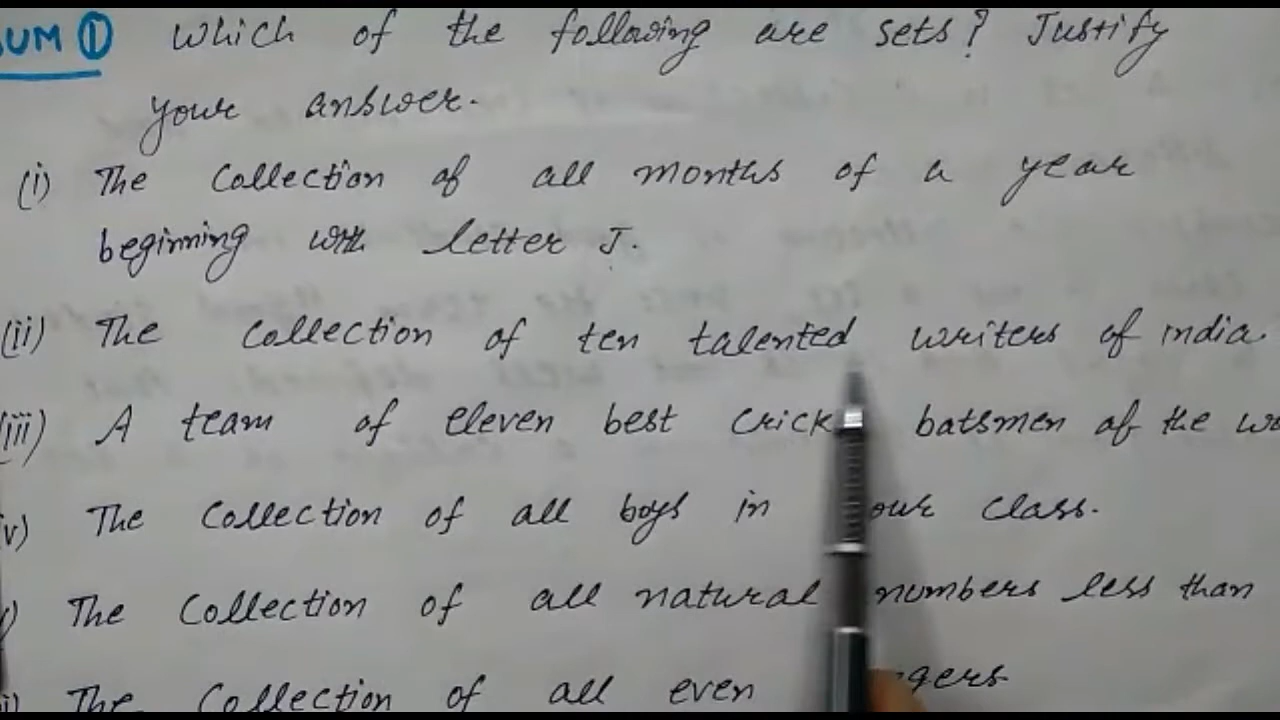 SUM ① Which of the following are sets? Justify
your answer.
(i) The collection of all months of a year
beginning with letter J.
(ii) The collection of ten talented writers of india.
(iii) A team of eleven best crick batsmen of the
The collection of all boys in our class.
The collection of all natural numbers less than
The collection of all even